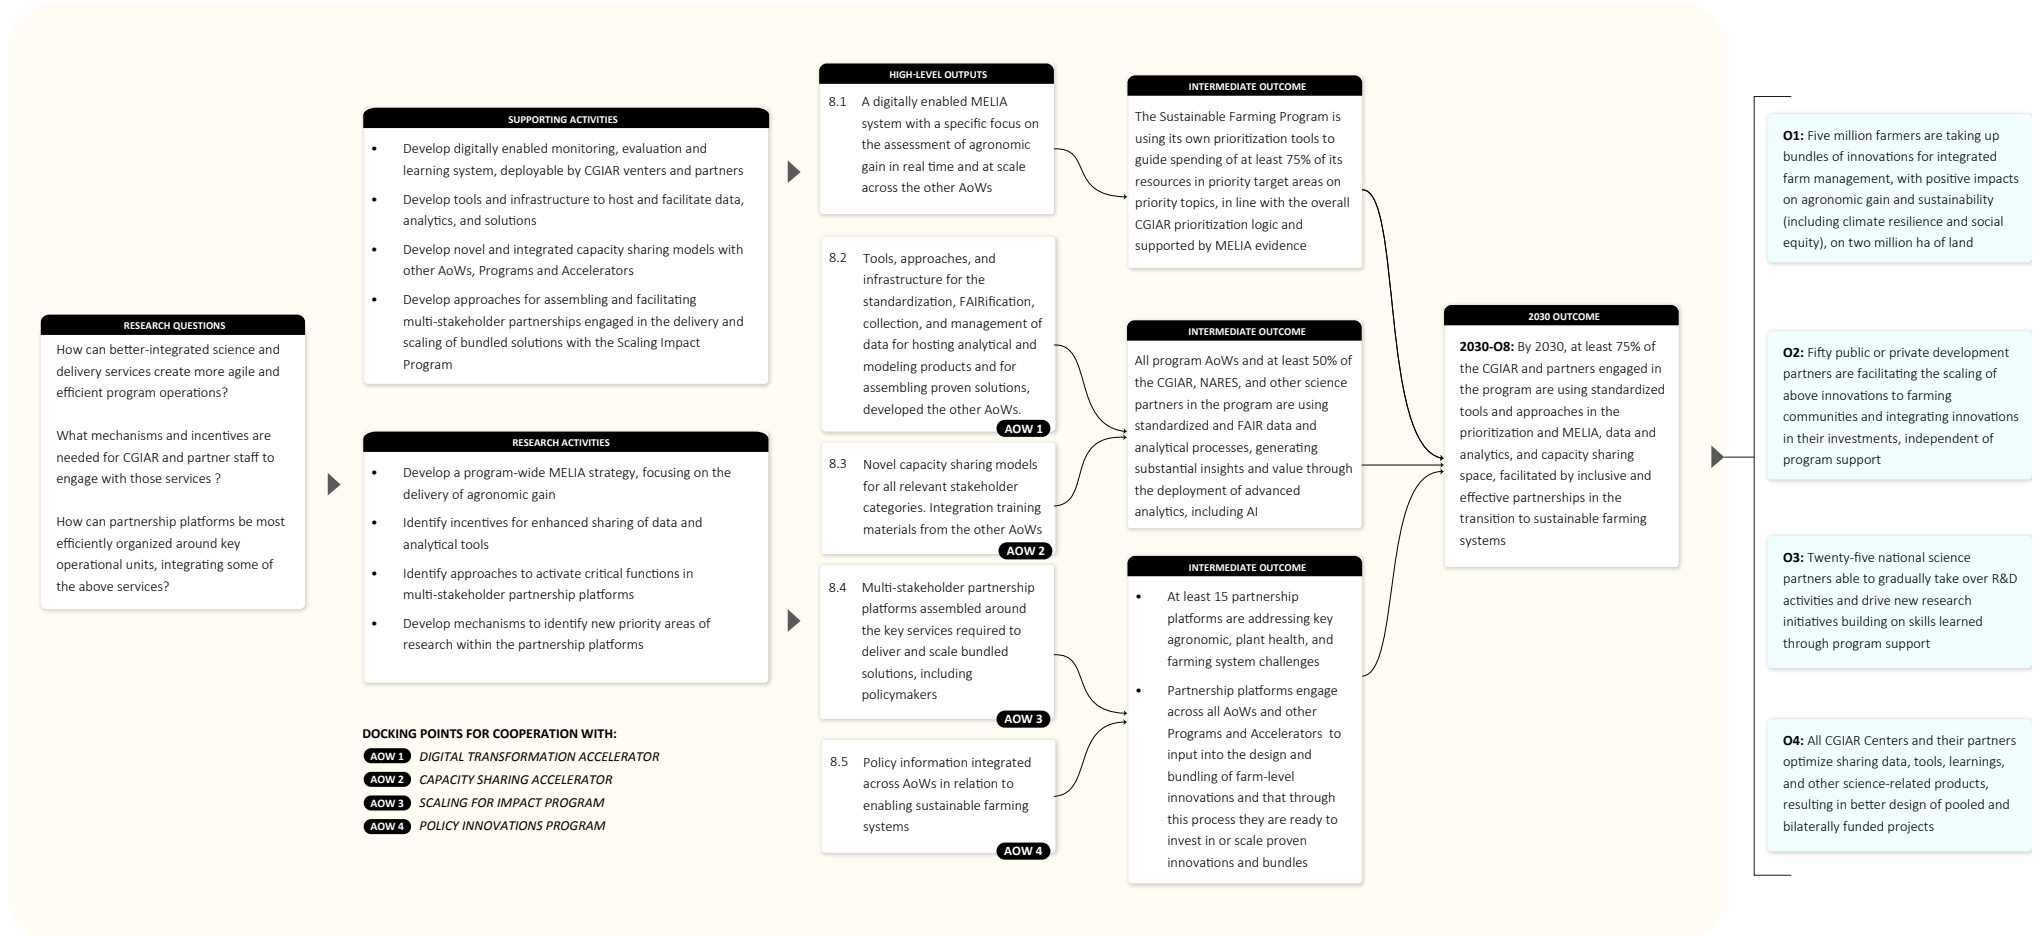 RESEARCH QUESTIONS
How can better-integrated science and
delivery services create more agile and
efficient program operations?
What mechanisms and incentives are
needed for CGIAR and partner staff to
engage with those services ?
How can partnership platforms be most
efficiently organized around key
operational units, integrating some of
the above services?
SUPPORTING ACTIVITIES
• Develop digitally enabled monitoring, evaluation and
learning system, deployable by CGIAR venters and partners
• Develop tools and infrastructure to host and facilitate data,
analytics, and solutions
• Develop novel and integrated capacity sharing models with
other AoWs, Programs and Accelerators
• Develop approaches for assembling and facilitating
multi-stakeholder partnerships engaged in the delivery and
scaling of bundled solutions with the Scaling Impact
Program
RESEARCH ACTIVITIES
• Develop a program-wide MELIA strategy, focusing on the
delivery of agronomic gain
• Identify incentives for enhanced sharing of data and
analytical tools
• Identify approaches to activate critical functions in
multi-stakeholder partnership platforms
• Develop mechanisms to identify new priority areas of
research within the partnership platforms
DOCKING POINTS FOR COOPERATION WITH:
AOW 1 DIGITAL TRANSFORMATION ACCELERATOR
AOW 2 CAPACITY SHARING ACCELERATOR
AOW 3 SCALING FOR IMPACT PROGRAM
AOW 4 POLICY INNOVATIONS PROGRAM
HIGH-LEVEL OUTPUTS
8.1 A digitally enabled MELIA
system with a specific focus on
the assessment of agronomic
gain in real time and at scale
across the other AoWs
8.2 Tools, approaches, and
infrastructure for the
standardization, FAIRification,
collection, and management of
data for hosting analytical and
modeling products and for
assembling proven solutions,
developed the other AoWs.
AOW 1
8.3 Novel capacity sharing models
for all relevant stakeholder
categories. Integration training
materials from the other AoWs
AOW 2
8.4 Multi-stakeholder partnership
platforms assembled around
the key services required to
deliver and scale bundled
solutions, including
policymakers
AOW 3
8.5 Policy information integrated
across AoWs in relation to
enabling sustainable farming
systems
AOW 4
INTERMEDIATE OUTCOME
The Sustainable Farming Program is
using its own prioritization tools to
guide spending of at least 75% of its
resources in priority target areas on
priority topics, in line with the overall
CGIAR prioritization logic and
supported by MELIA evidence
INTERMEDIATE OUTCOME
All program AoWs and at least 50% of
the CGIAR, NARES, and other science
partners in the program are using
standardized and FAIR data and
analytical processes, generating
substantial insights and value through
the deployment of advanced
analytics, including AI
INTERMEDIATE OUTCOME
• At least 15 partnership
platforms are addressing key
agronomic, plant health, and
farming system challenges
• Partnership platforms engage
across all AoWs and other
Programs and Accelerators to
input into the design and
bundling of farm-level
innovations and that through
this process they are ready to
invest in or scale proven
innovations and bundles
2030 OUTCOME
2030-O8: By 2030, at least 75% of
the CGIAR and partners engaged in
the program are using standardized
tools and approaches in the
prioritization and MELIA, data and
analytics, and capacity sharing
space, facilitated by inclusive and
effective partnerships in the
transition to sustainable farming
systems
O1: Five million farmers are taking up
bundles of innovations for integrated
farm management, with positive impacts
on agronomic gain and sustainability
(including climate resilience and social
equity), on two million ha of land
O2: Fifty public or private development
partners are facilitating the scaling of
above innovations to farming
communities and integrating innovations
in their investments, independent of
program support
O3: Twenty-five national science
partners able to gradually take over R&D
activities and drive new research
initiatives building on skills learned
through program support
O4: All CGIAR Centers and their partners
optimize sharing data, tools, learnings,
and other science-related products,
resulting in better design of pooled and
bilaterally funded projects